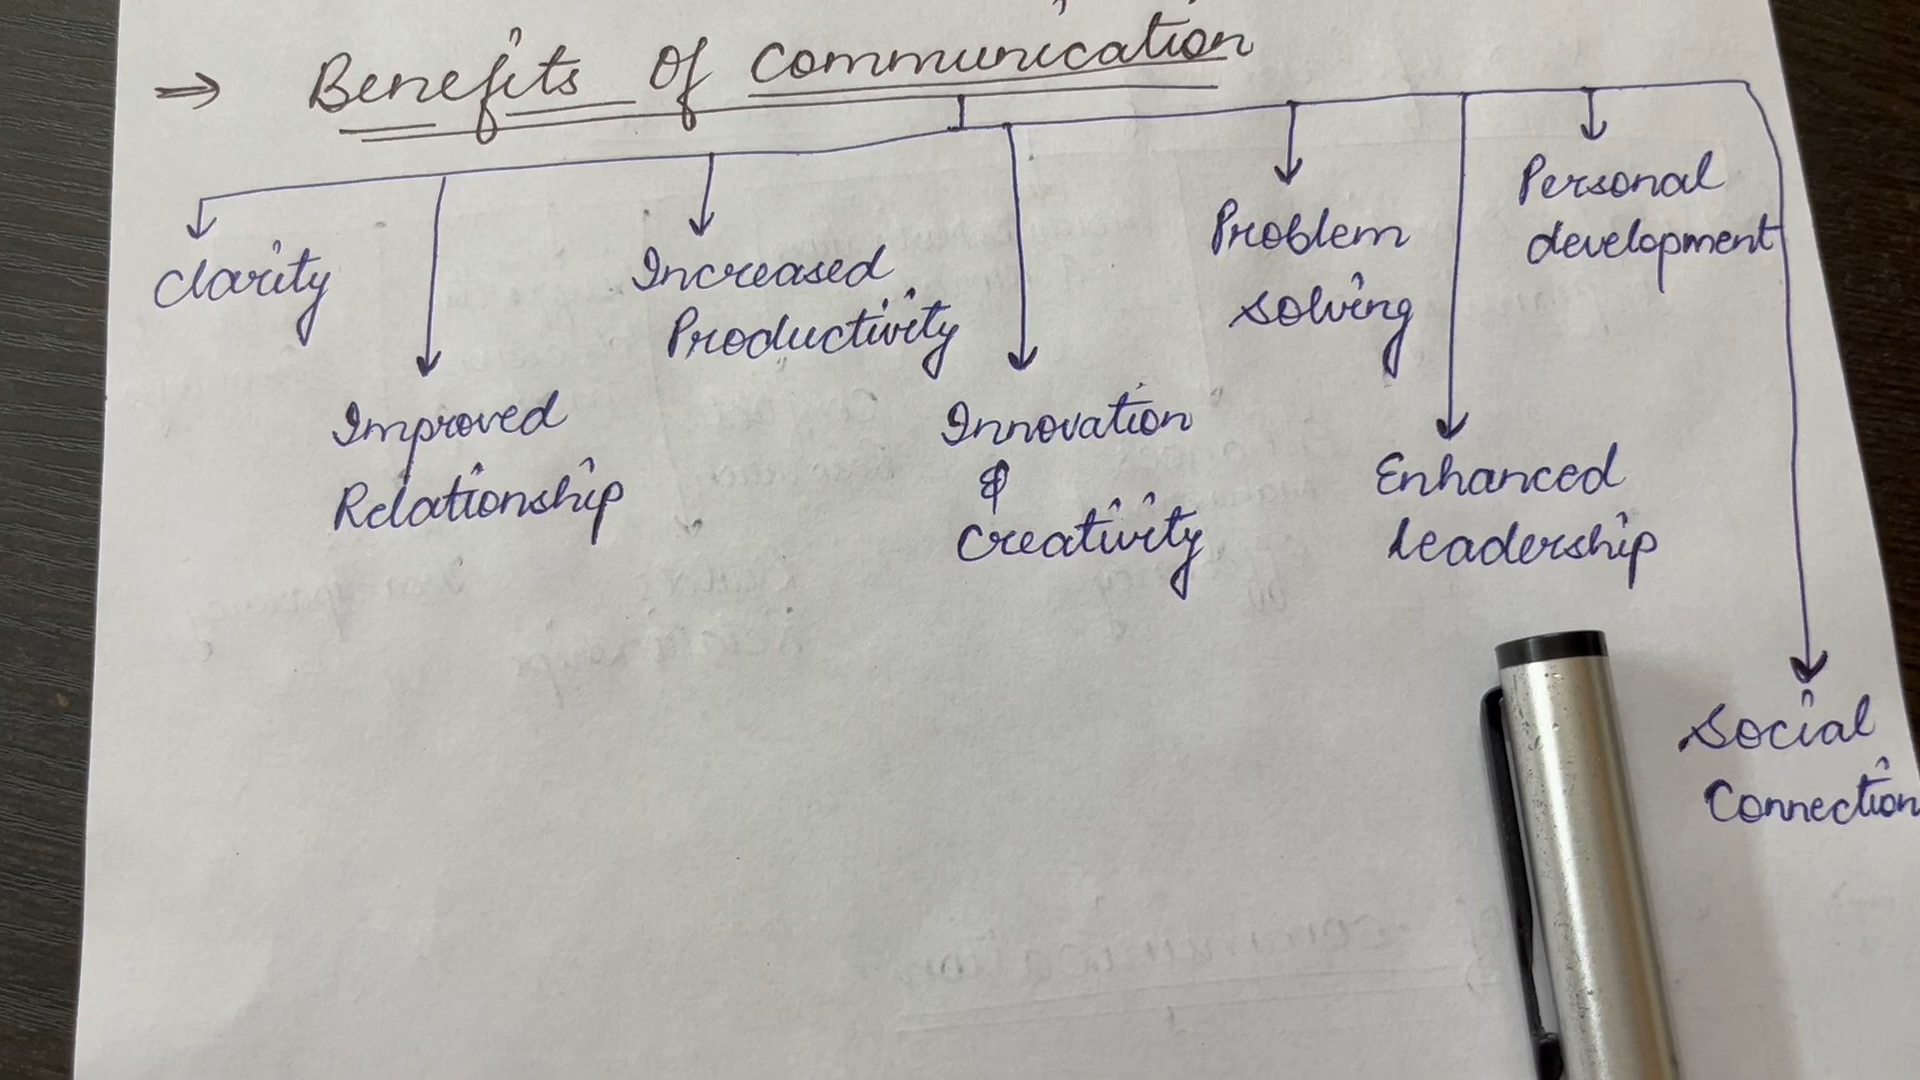 ⇒ Benefits of Communication
Clarity
Improved
Relationship
Increased
Productivity
Innovation
&
Creativity
Problem
solving
Enhanced
leadership
Personal
development
Social
Connection